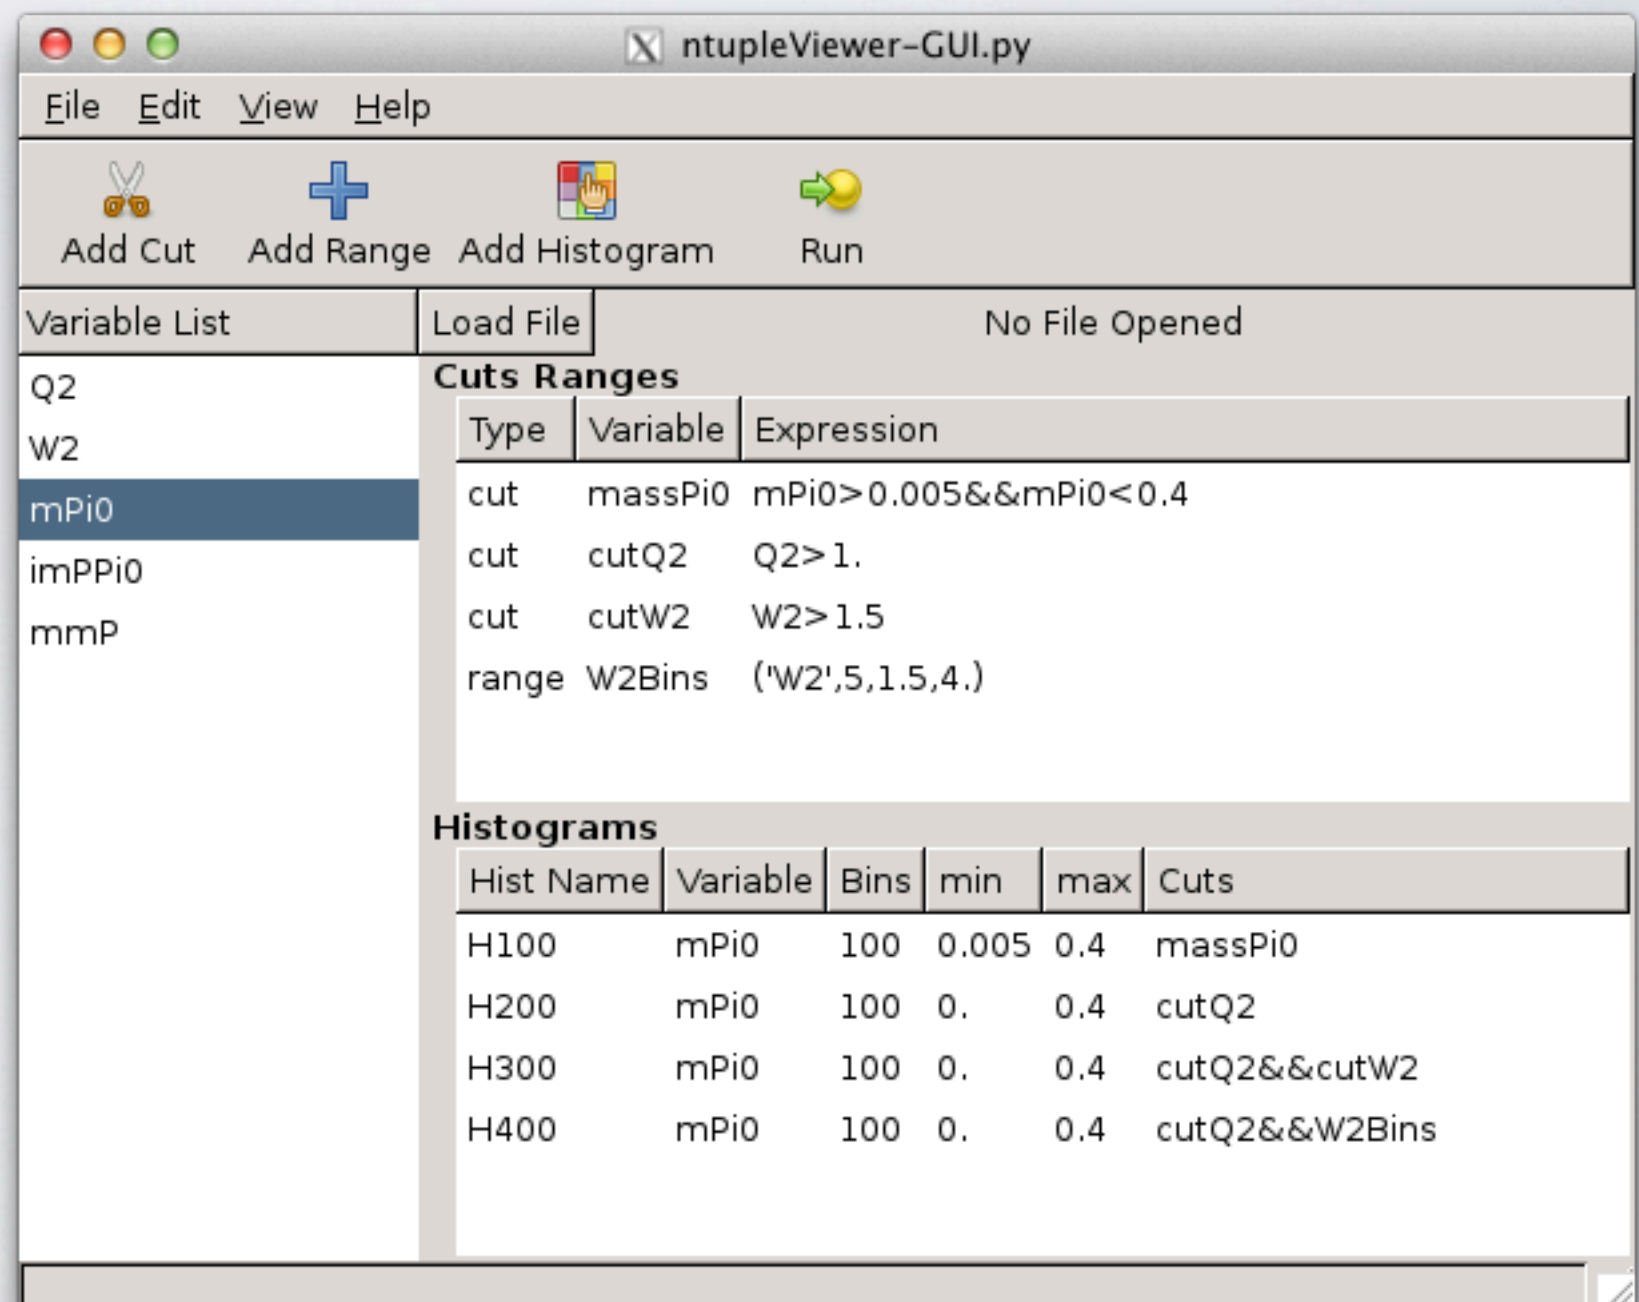 ntupleViewer-GUI.py
File Edit View Help
Add Cut Add Range Add Histogram Run
Variable List Load File No File Opened
Q2
W2
mPi0
imPPi0
mmP
Cuts Ranges
Type Variable Expression
cut massPi0 mPi0>0.005&&mPi0<0.4
cut cutQ2 Q2>1.
cut cutW2 W2>1.5
range W2Bins ('W2',5,1.5,4.)
Histograms
Hist Name Variable Bins min max Cuts
H100 mPi0 100 0.005 0.4 massPi0
H200 mPi0 100 0. 0.4 cutQ2
H300 mPi0 100 0. 0.4 cutQ2&&cutW2
H400 mPi0 100 0. 0.4 cutQ2&&W2Bins